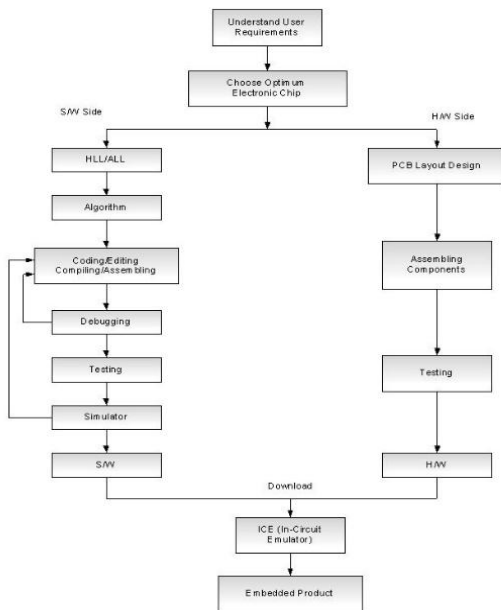 Understand User
Requirements
Choose Optimum
Electronic Chip
S/W Side
H/W Side
HLL/ALL
PCB Layout Design
Algorithm
Coding/Editing
Compiling/Assembling
Assembling
Components
Debugging
Testing
Testing
Simulator
S/W
H/W
Download
ICE (In-Circuit
Emulator)
Embedded Product